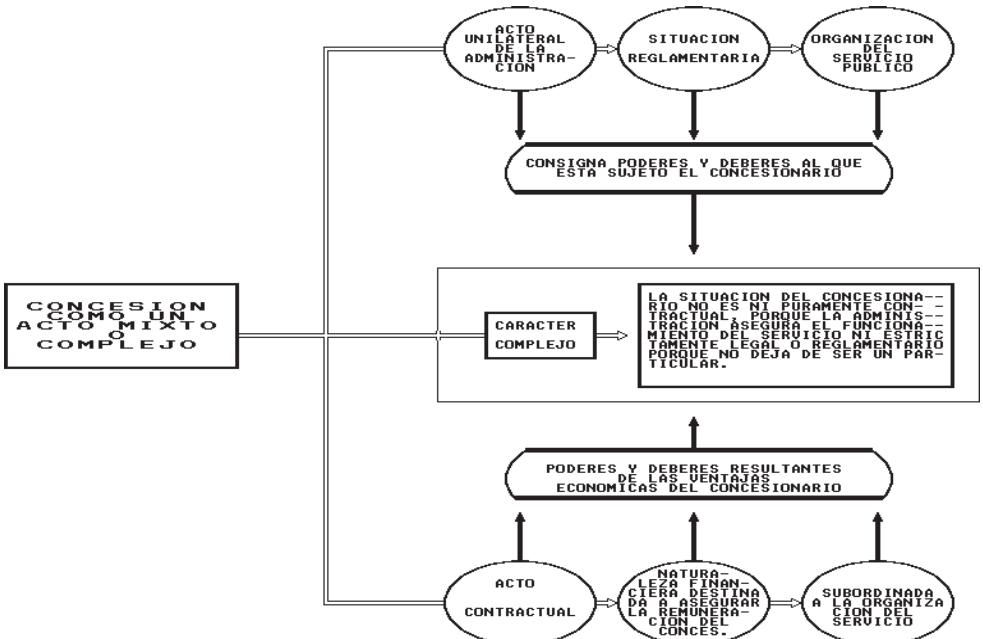 ACTO
UNILATERAL
DE LA
ADMINISTRA-
CION
SITUACION
REGLAMENTARIA
ORGANIZACION
DEL
SERVICIO
PUBLICO
CONSIGNA PODERES Y DEBERES AL QUE
ESTA SUJETO EL CONCESIONARIO
CONCESION
COMO UN
ACTO MIXTO
O
COMPLEJO
CARACTER
COMPLEJO
LA SITUACION DEL CONCESIONA--
RIO NO ES NI PURAMENTE CON- -
TRACTUAL, PORQUE LA ADMINIS--
TRACION ASEGURA EL FUNCIONA--
MIENTO DEL SERVICIO NI ESTRIC
TAMENTE LEGAL O REGLAMENTARIO
PORQUE NO DEJA DE SER UN PAR-
TICULAR.
PODERES Y DEBERES RESULTANTES
DE LAS VENTAJAS
ECONOMICAS DEL CONCESIONARIO
ACTO
CONTRACTUAL
NATURA-
LEZA FINAN-
CIERA DESTINA
DA A ASEGURAR
LA REMUNERA-
CION DEL
CONCES.
SUBORDINADA
A LA ORGANIZA
CION DEL
SERVICIO